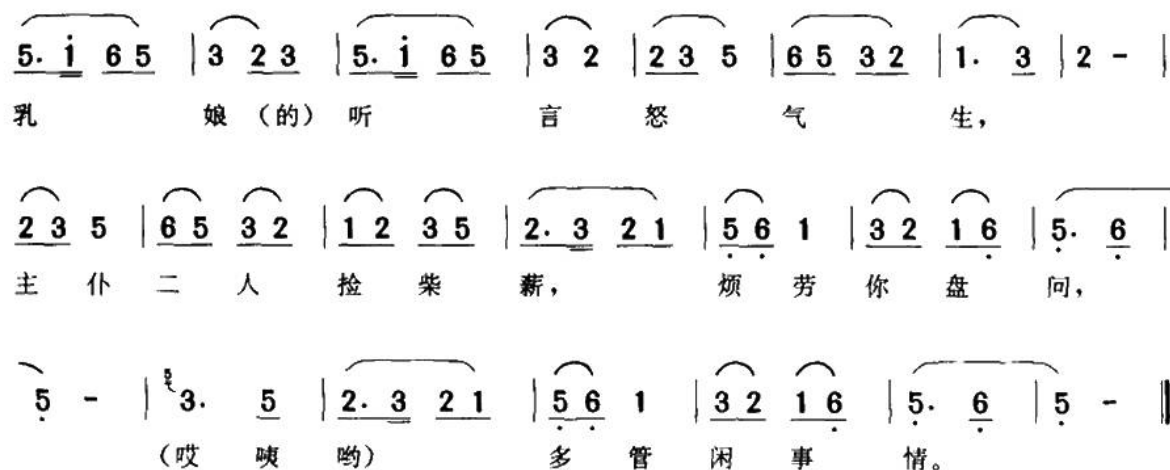 5. i 6 5 | 3 2 3 | 5. i 6 5 | 3 2 | 2 3 5 | 6 5 3 2 | 1. 3 | 2 - |
乳 娘 （的） 听 言 怒 气 生，
2 3 5 | 6 5 3 2 | 1 2 3 5 | 2. 3 2 1 | 5 6 1 | 3 2 1 6 | 5. 6 |
主 仆 二 人 捡 柴 薪， 烦 劳 你 盘 问，
5 - | 3. 5 | 2. 3 2 1 | 5 6 1 | 3 2 1 6 | 5. 6 | 5 - ‖
（哎 咦 哟） 多 管 闲 事 情。